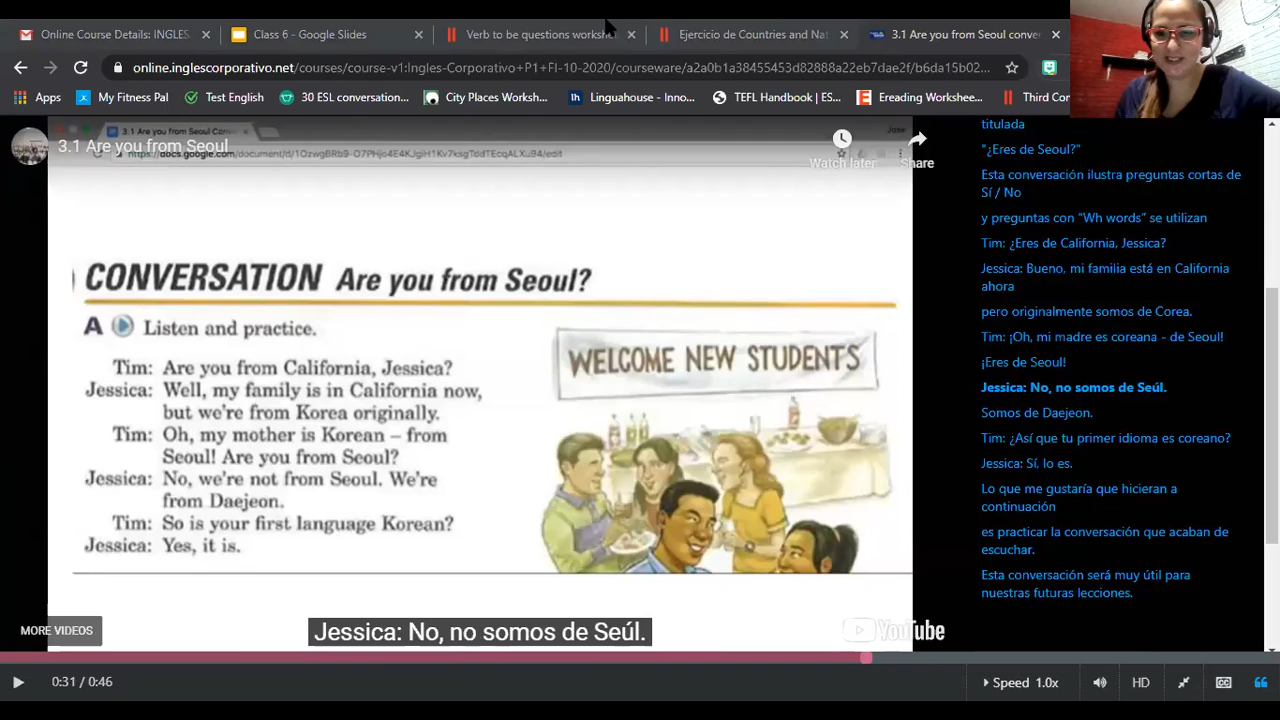 Online Course Details: INGLES.
Class 6 - Google Slides
Verb to be questions workshe
Ejercicio de Countries and Nat
3.1 Are you from Seoul conver
online.inglescorporativo.net/courses/course-v1:Ingles-Corporativo+P1+FI-10-2020/courseware/a2a0b1a38455453d82888a22eb7dae2f/b6da15b02...
Apps
My Fitness Pal
Test English
30 ESL conversation...
City Places Worksh...
Linguahouse - Inno...
TEFL Handbook | ES...
Ereading Workshee...
Third Con
3.1 Are you from Seoul Conver
3.1 Are you from Seoul
Watch later
Share
CONVERSATION Are you from Seoul?
A Listen and practice.
Tim: Are you from California, Jessica?
Jessica: Well, my family is in California now,
but we're from Korea originally.
Tim: Oh, my mother is Korean – from
Seoul! Are you from Seoul?
Jessica: No, we're not from Seoul. We're
from Daejeon.
Tim: So is your first language Korean?
Jessica: Yes, it is.
WELCOME NEW STUDENTS
MORE VIDEOS
Jessica: No, no somos de Seúl.
YouTube
0:31 / 0:46
Speed 1.0x
HD
titulada
"¿Eres de Seoul?"
Esta conversación ilustra preguntas cortas de
Sí / No
y preguntas con “Wh words” se utilizan
Tim: ¿Eres de California, Jessica?
Jessica: Bueno, mi familia está en California
ahora
pero originalmente somos de Corea.
Tim: ¡Oh, mi madre es coreana - de Seoul!
¡Eres de Seoul!
Jessica: No, no somos de Seúl.
Somos de Daejeon.
Tim: ¿Así que tu primer idioma es coreano?
Jessica: Sí, lo es.
Lo que me gustaría que hicieran a
continuación
es practicar la conversación que acaban de
escuchar.
Esta conversación será muy útil para
nuestras futuras lecciones.